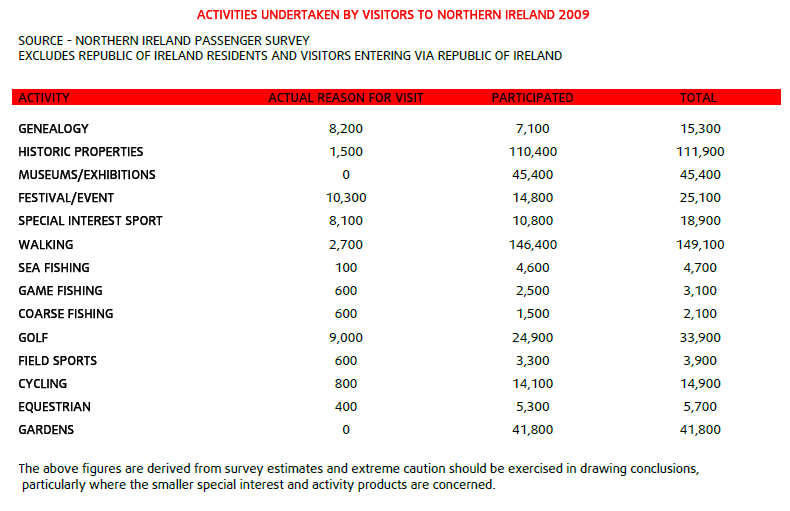 ACTIVITIES UNDERTAKEN BY VISITORS TO NORTHERN IRELAND 2009
SOURCE - NORTHERN IRELAND PASSENGER SURVEY
EXCLUDES REPUBLIC OF IRELAND RESIDENTS AND VISITORS ENTERING VIA REPUBLIC OF IRELAND
ACTIVITY ACTUAL REASON FOR VISIT PARTICIPATED TOTAL
GENEALOGY 8,200 7,100 15,300
HISTORIC PROPERTIES 1,500 110,400 111,900
MUSEUMS/EXHIBITIONS 0 45,400 45,400
FESTIVAL/EVENT 10,300 14,800 25,100
SPECIAL INTEREST SPORT 8,100 10,800 18,900
WALKING 2,700 146,400 149,100
SEA FISHING 100 4,600 4,700
GAME FISHING 600 2,500 3,100
COARSE FISHING 600 1,500 2,100
GOLF 9,000 24,900 33,900
FIELD SPORTS 600 3,300 3,900
CYCLING 800 14,100 14,900
EQUESTRIAN 400 5,300 5,700
GARDENS 0 41,800 41,800
The above figures are derived from survey estimates and extreme caution should be exercised in drawing conclusions,
particularly where the smaller special interest and activity products are concerned.